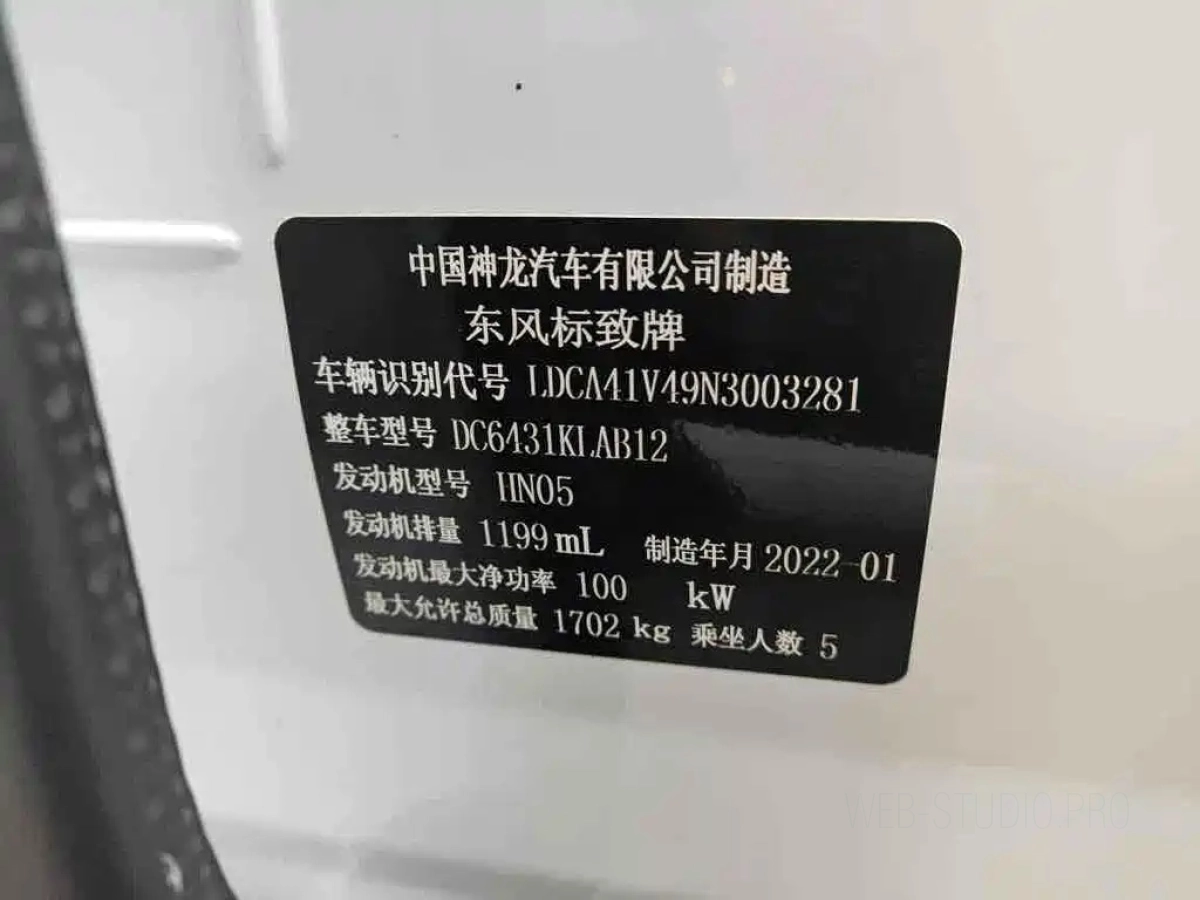 中国神龙汽车有限公司制造
东风标致牌
车辆识别代号 LDCA41V49N3003281
整车型号 DC6431KLAB12
发动机型号 HN05
发动机排量 1199 mL 制造年月 2022-01
发动机最大净功率 100 kW
最大允许总质量 1702 kg 乘坐人数 5
WEB-STUDIO.PRO